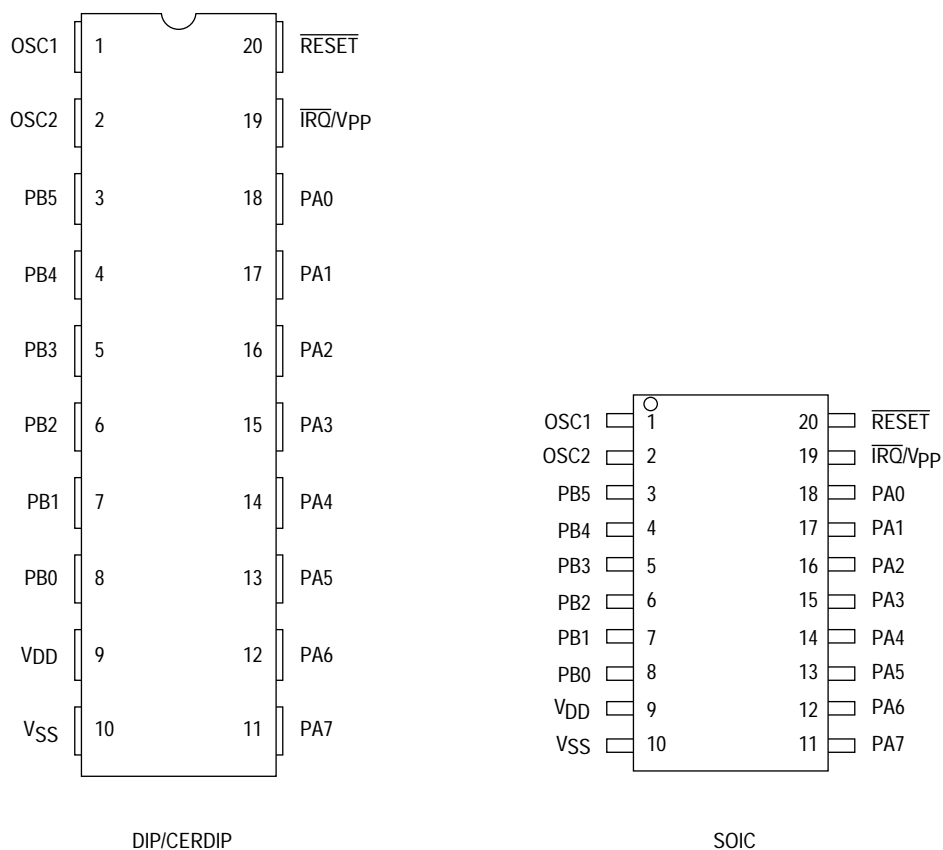 OSC1 1 20 RESET
OSC2 2 19 IRQ/VPP
PB5 3 18 PA0
PB4 4 17 PA1
PB3 5 16 PA2
PB2 6 15 PA3
PB1 7 14 PA4
PB0 8 13 PA5
VDD 9 12 PA6
VSS 10 11 PA7
DIP/CERDIP
OSC1 1 20 RESET
OSC2 2 19 IRQ/VPP
PB5 3 18 PA0
PB4 4 17 PA1
PB3 5 16 PA2
PB2 6 15 PA3
PB1 7 14 PA4
PB0 8 13 PA5
VDD 9 12 PA6
VSS 10 11 PA7
SOIC